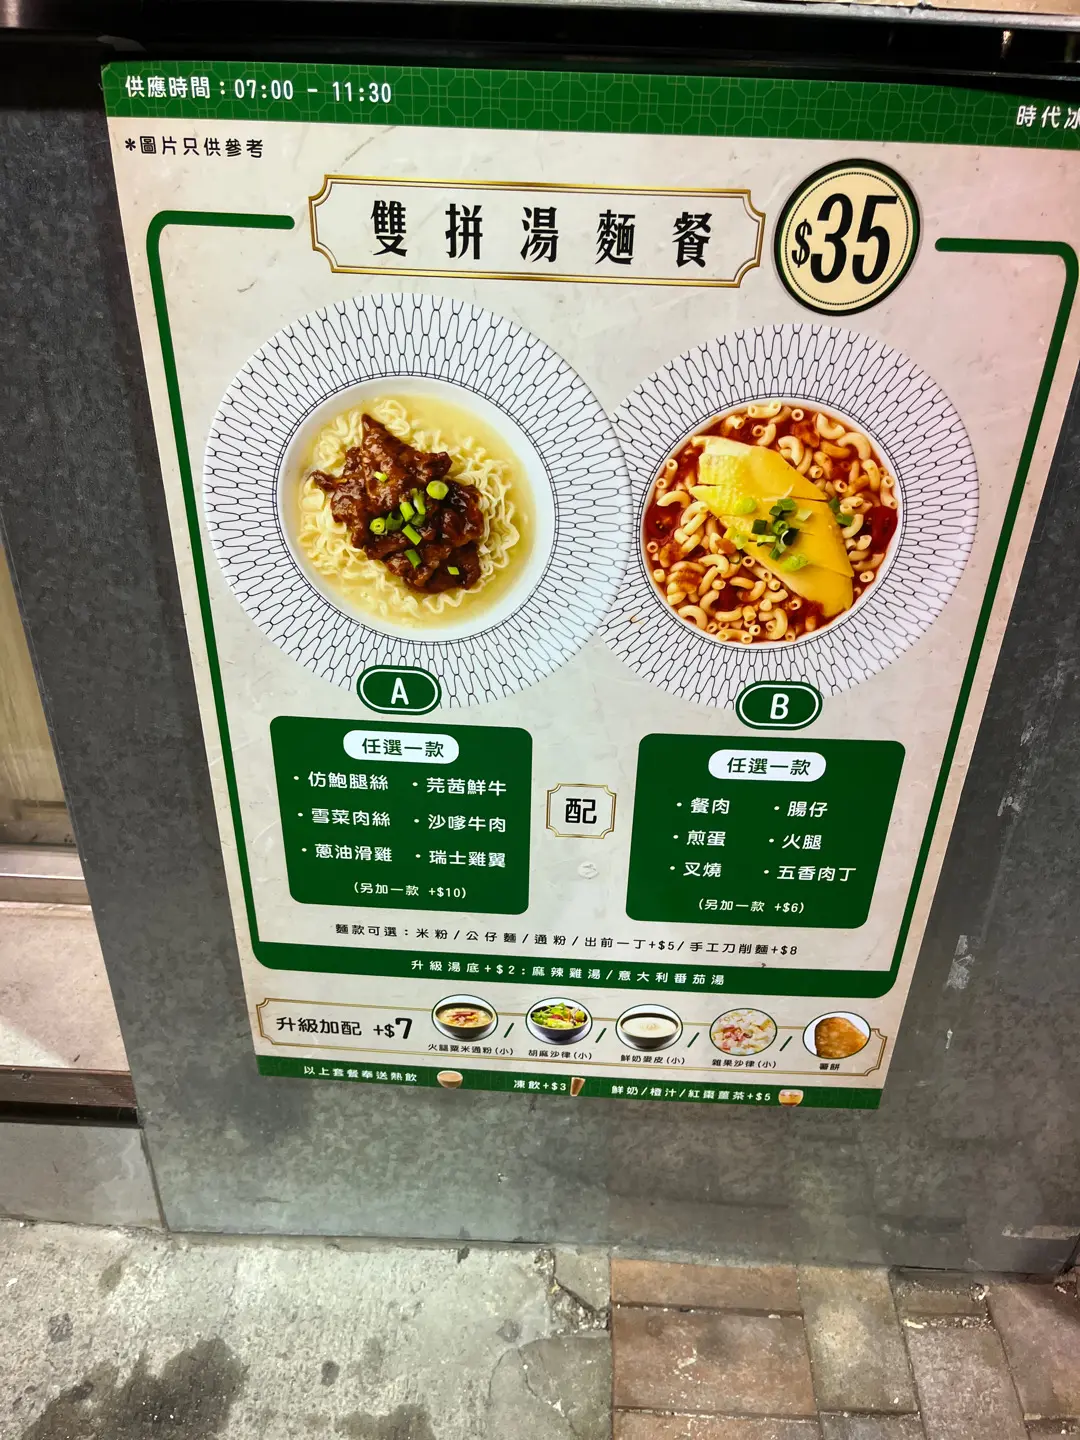 供應時間：07:00 - 11:30
時代冰
*圖片只供參考
雙拼湯麵餐
$35
A
B
任選一款
・仿鮑腿絲 ・芫茜鮮牛
・雪菜肉絲 ・沙嗲牛肉
・蔥油滑雞 ・瑞士雞翼
(另加一款 +$10)
配
任選一款
・餐肉 ・腸仔
・煎蛋 ・火腿
・叉燒 ・五香肉丁
(另加一款 +$6)
麵款可選：米粉/公仔麵/通粉/出前一丁+$5/手工刀削麵+$8
升級湯底+$2：麻辣雞湯/意大利番茄湯
升級加配 +$7
火腿粟米通粉(小)
胡麻沙律(小)
鮮奶麥皮(小)
雜果沙律(小)
薯餅
以上套餐奉送熱飲 凍飲+$3 鮮奶/橙汁/紅棗薑茶+$5